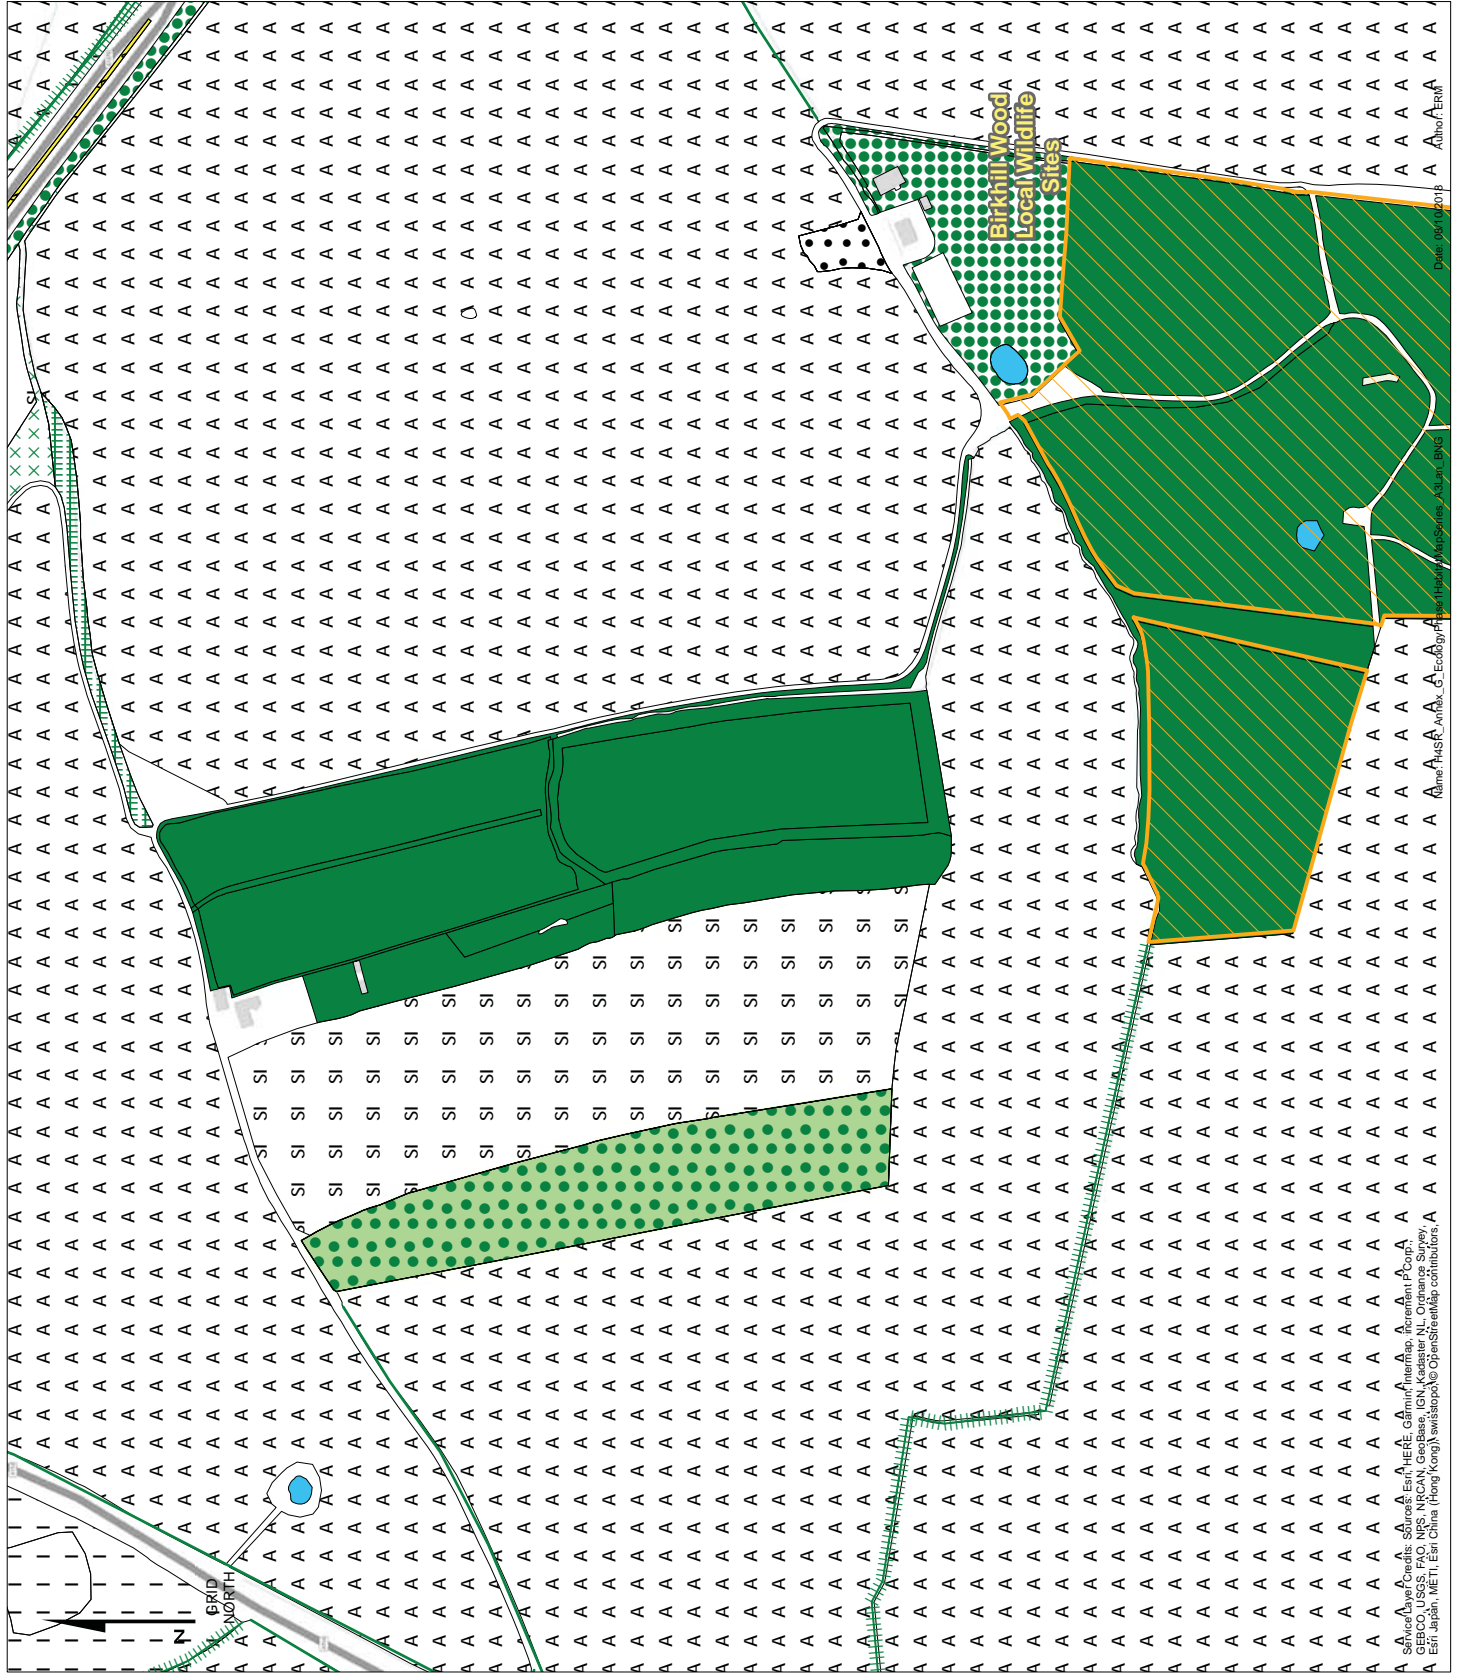 Birkhill Wood
Local Wildlife
Sites
GRID
NORTH
N
SI
A
Service Layer Credits: Sources: Esri, HERE, Garmin, Intermap, increment P Corp.,
GEBCO, USGS, FAO, NPS, NRCAN, GeoBase, IGN, Kadaster NL, Ordnance Survey,
Esri Japan, METI, Esri China (Hong Kong), swisstopo, © OpenStreetMap contributors,
Name: H4SR_Annex_G_EcologyPhase1HabitatMapSeries_A3Lan_BNG
Date: 08/10/2018
Author: ERM